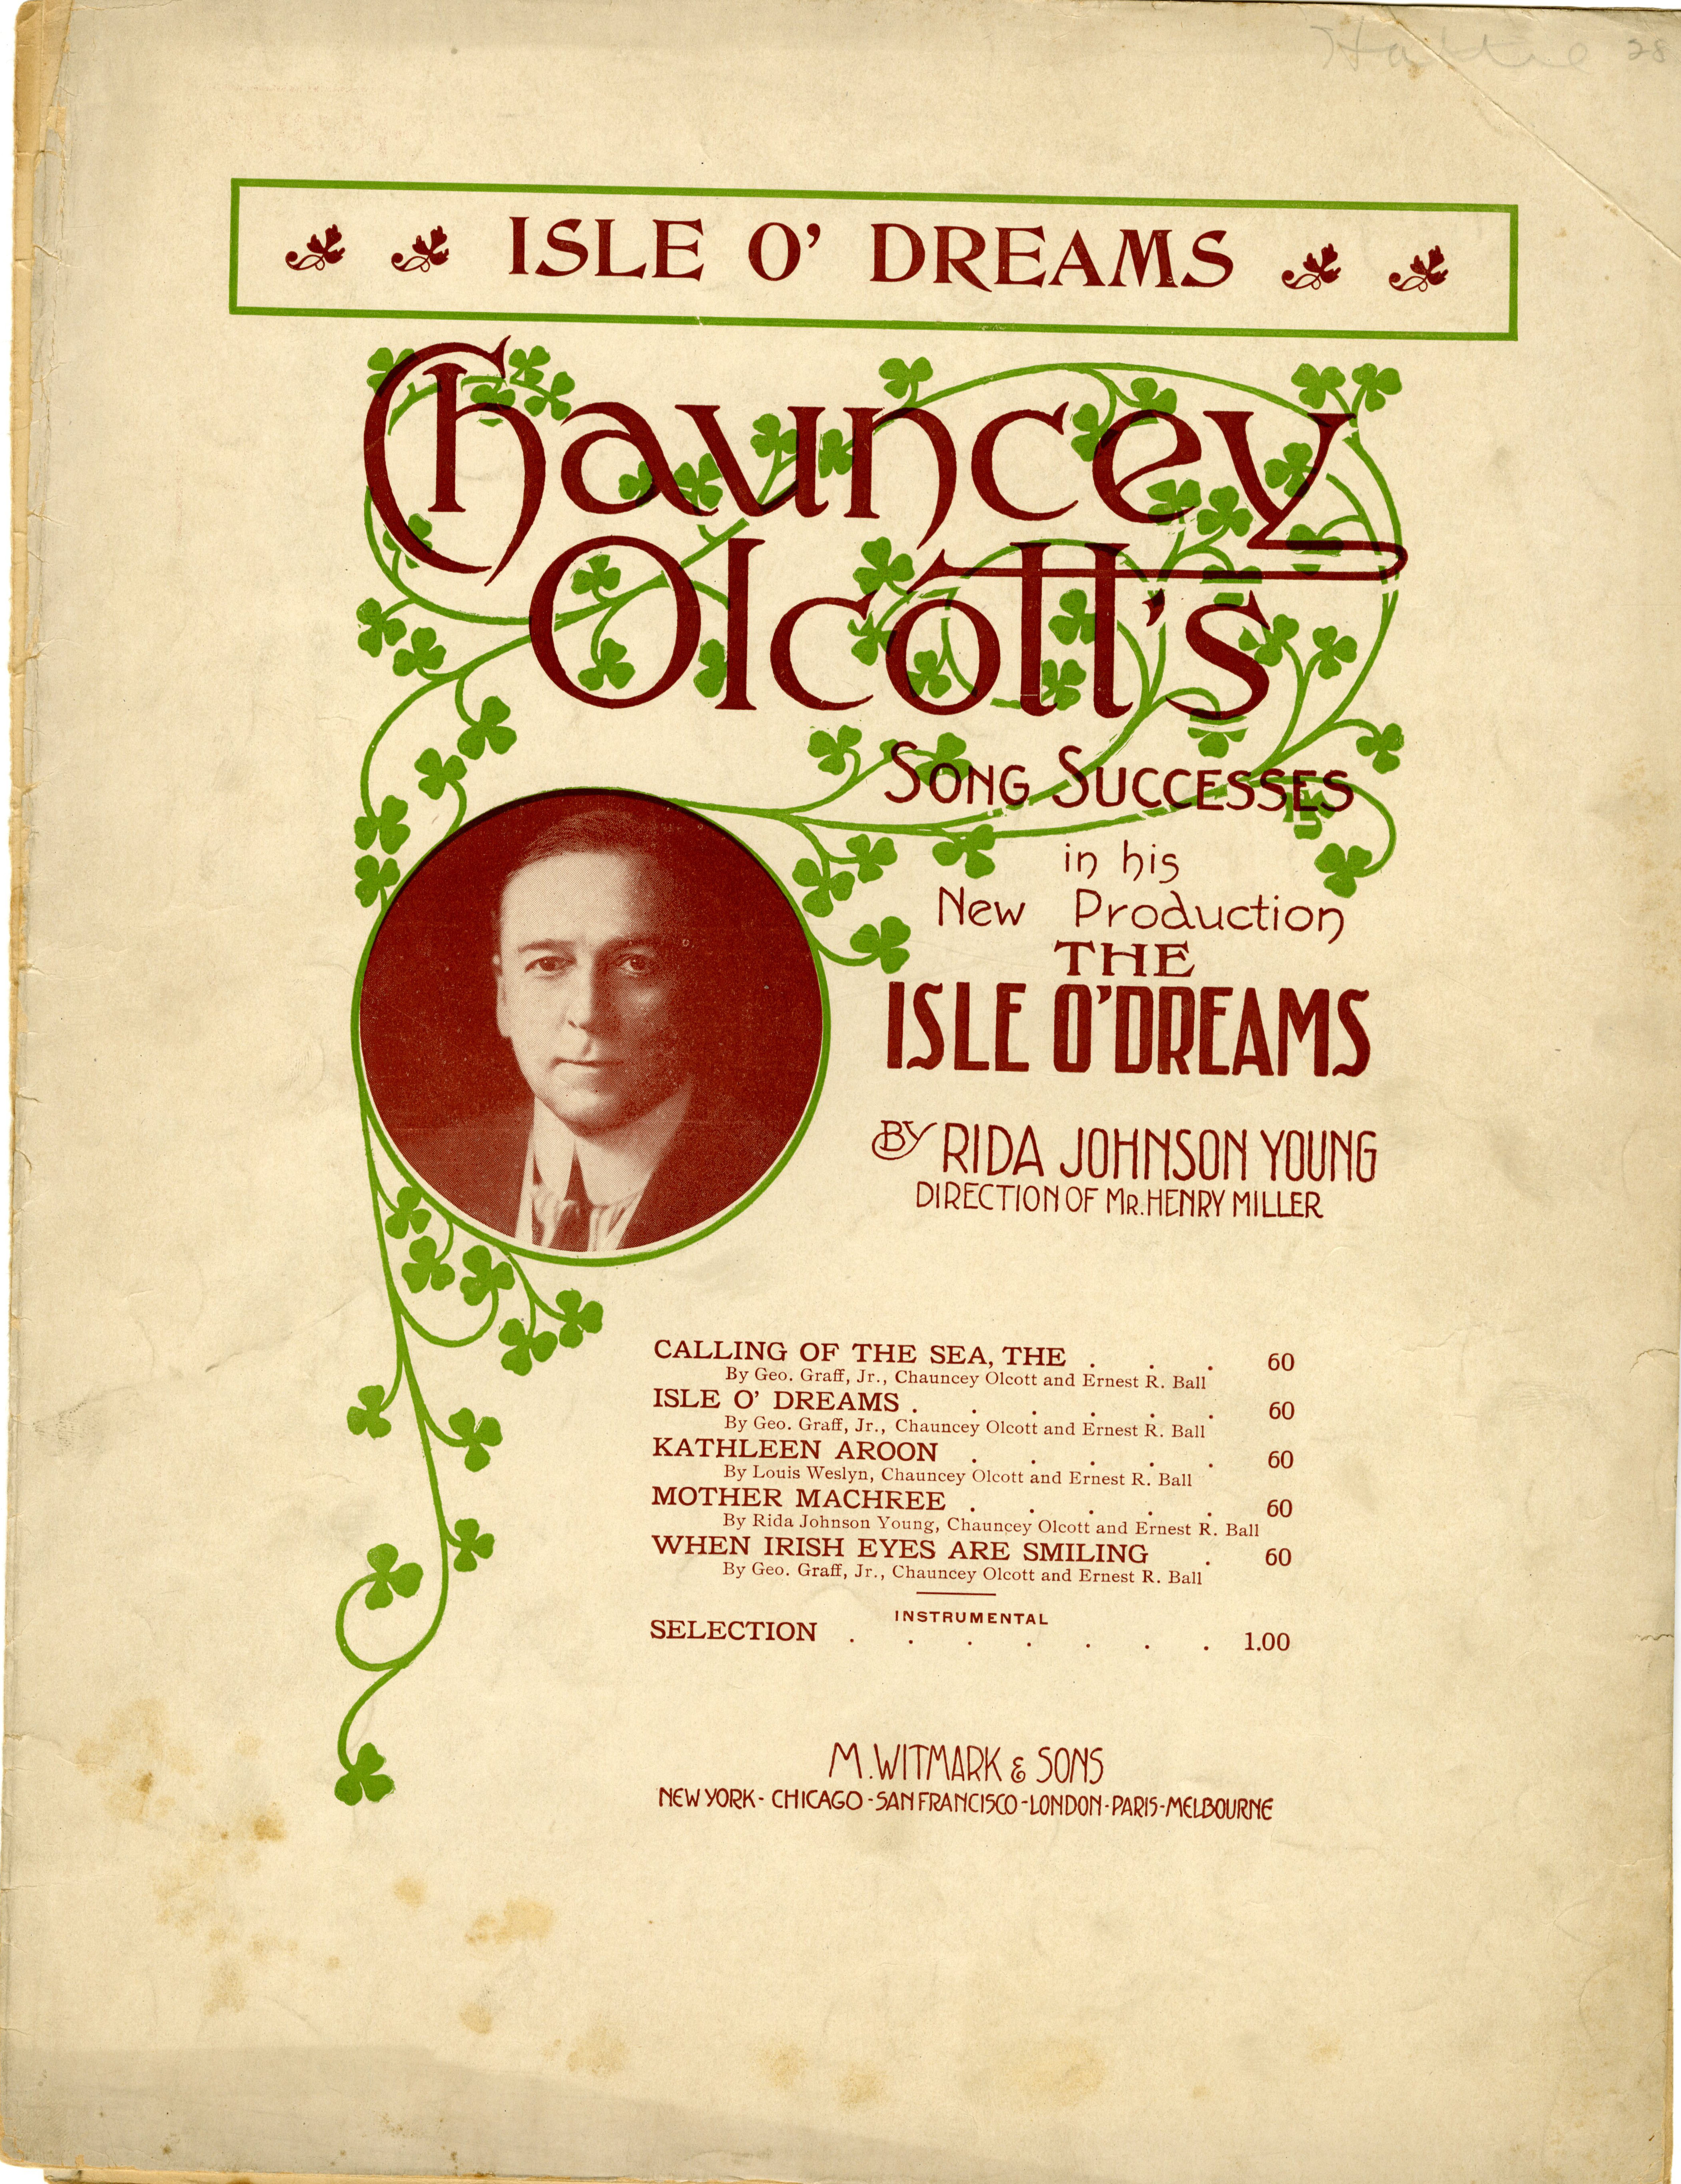 28
ISLE O' DREAMS
Chauncey
Olcott's
SONG SUCCESSES
in his
New Production
THE
ISLE O'DREAMS
BY RIDA JOHNSON YOUNG
DIRECTION OF MR. HENRY MILLER
CALLING OF THE SEA, THE . . . 60
By Geo. Graff, Jr., Chauncey Olcott and Ernest R. Ball
ISLE O' DREAMS . . . . . . 60
By Geo. Graff, Jr., Chauncey Olcott and Ernest R. Ball
KATHLEEN AROON . . . . . 60
By Louis Weslyn, Chauncey Olcott and Ernest R. Ball
MOTHER MACHREE . . . . . 60
By Rida Johnson Young, Chauncey Olcott and Ernest R. Ball
WHEN IRISH EYES ARE SMILING . 60
By Geo. Graff, Jr., Chauncey Olcott and Ernest R. Ball
INSTRUMENTAL
SELECTION . . . . . . . 1.00
M. WITMARK & SONS
NEW YORK - CHICAGO - SAN FRANCISCO - LONDON - PARIS - MELBOURNE